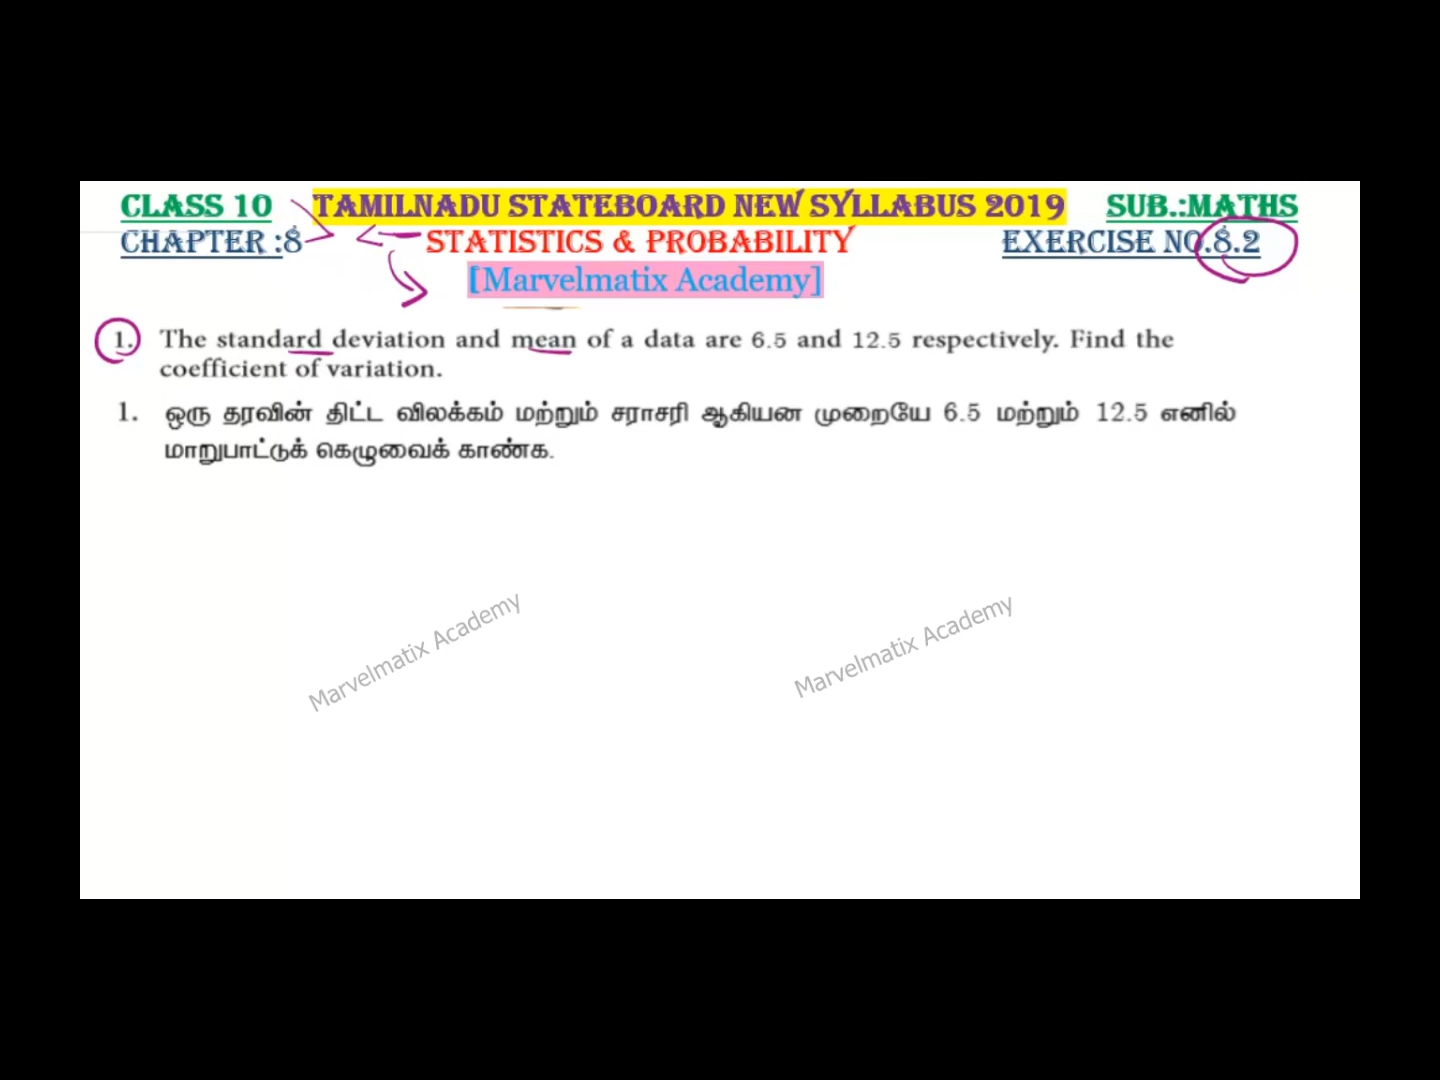 CLASS 10 TAMILNADU STATEBOARD NEW SYLLABUS 2019 SUB.:MATHS
CHAPTER :8 STATISTICS & PROBABILITY EXERCISE NO.8.2
[Marvelmatix Academy]
1. The standard deviation and mean of a data are 6.5 and 12.5 respectively. Find the
coefficient of variation.
1. ஒரு தரவின் திட்ட விலக்கம் மற்றும் சராசரி ஆகியன முறையே 6.5 மற்றும் 12.5 எனில்
மாறுபாட்டுக் கெழுவைக் காண்க.
Marvelmatix Academy
Marvelmatix Academy